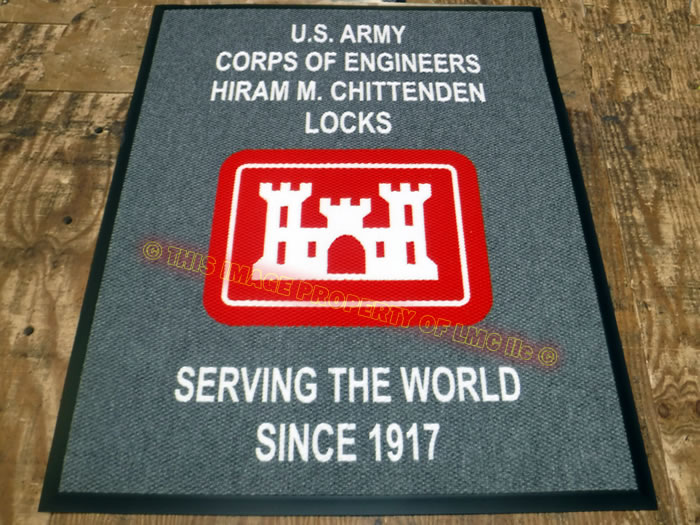 U.S. ARMY
CORPS OF ENGINEERS
HIRAM M. CHITTENDEN
LOCKS
© THIS IMAGE PROPERTY OF LMC llc ©
SERVING THE WORLD
SINCE 1917